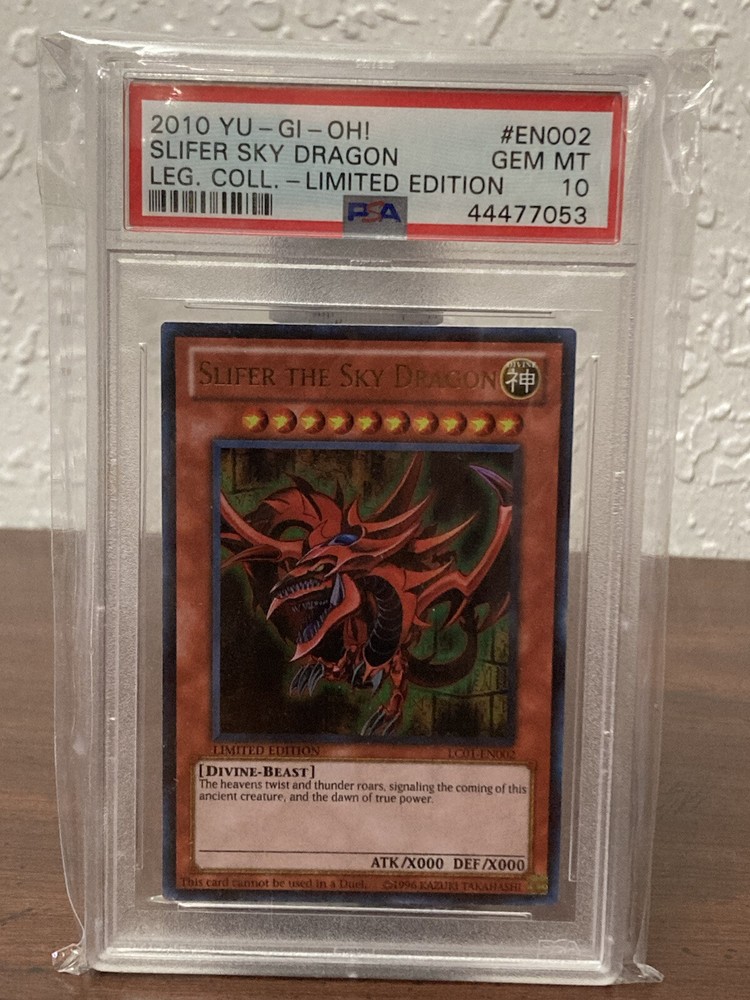 2010 YU-GI-OH! #EN002
SLIFER SKY DRAGON GEM MT
LEG. COLL. -LIMITED EDITION 10
PSA 44477053
SLIFER THE SKY DRAGON
DIVINE
神
LIMITED EDITION LC01-EN002
[DIVINE-BEAST]
The heavens twist and thunder roars, signaling the coming of this
ancient creature, and the dawn of true power.
ATK/X000 DEF/X000
This card cannot be used in a Duel. ©1996 KAZUKI TAKAHASHI
PSA